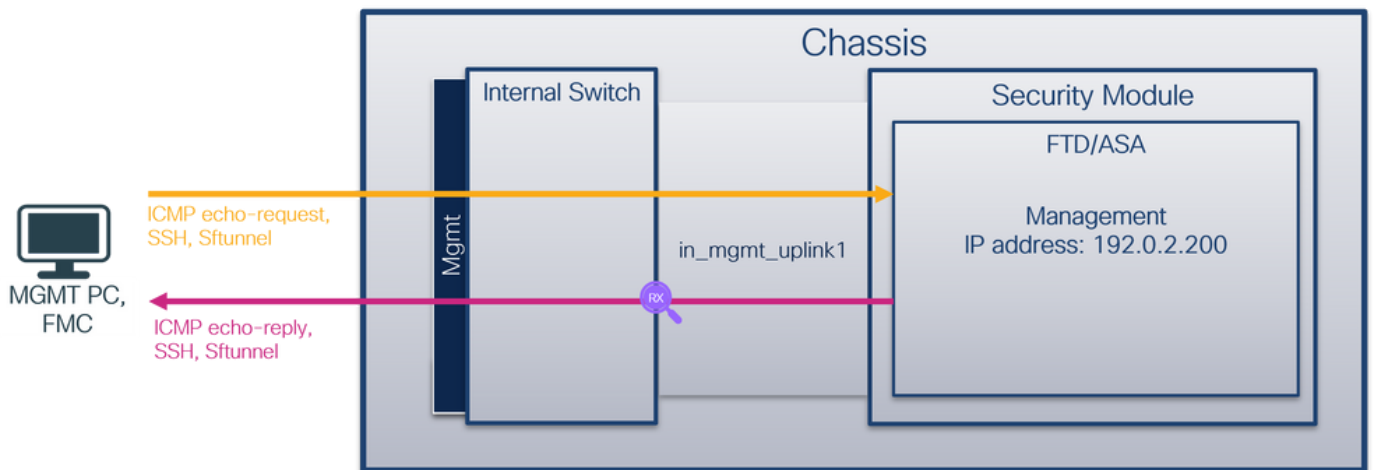 Chassis
Internal Switch
Security Module
FTD/ASA
Management
IP address: 192.0.2.200
ICMP echo-request,
SSH, Sftunnel
Mgmt
in_mgmt_uplink1
MGMT PC,
FMC
RX
ICMP echo-reply,
SSH, Sftunnel